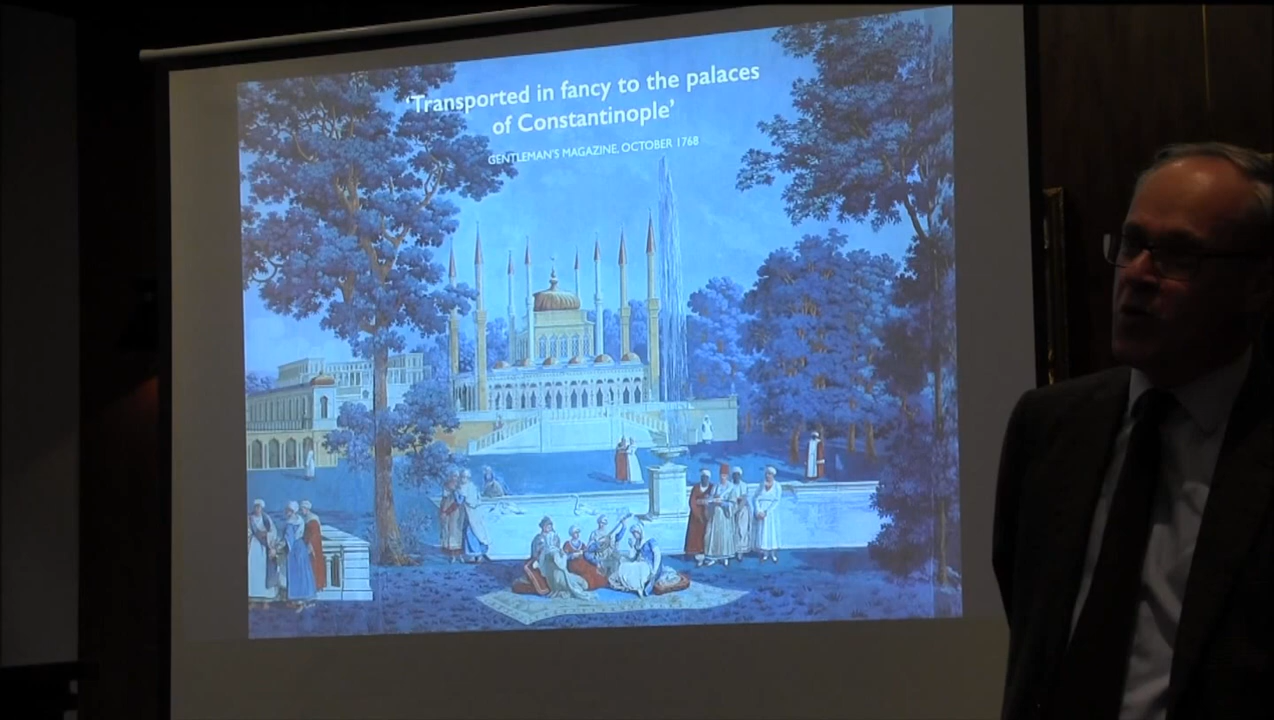 'Transported in fancy to the palaces
of Constantinople'
GENTLEMAN'S MAGAZINE, OCTOBER 1768